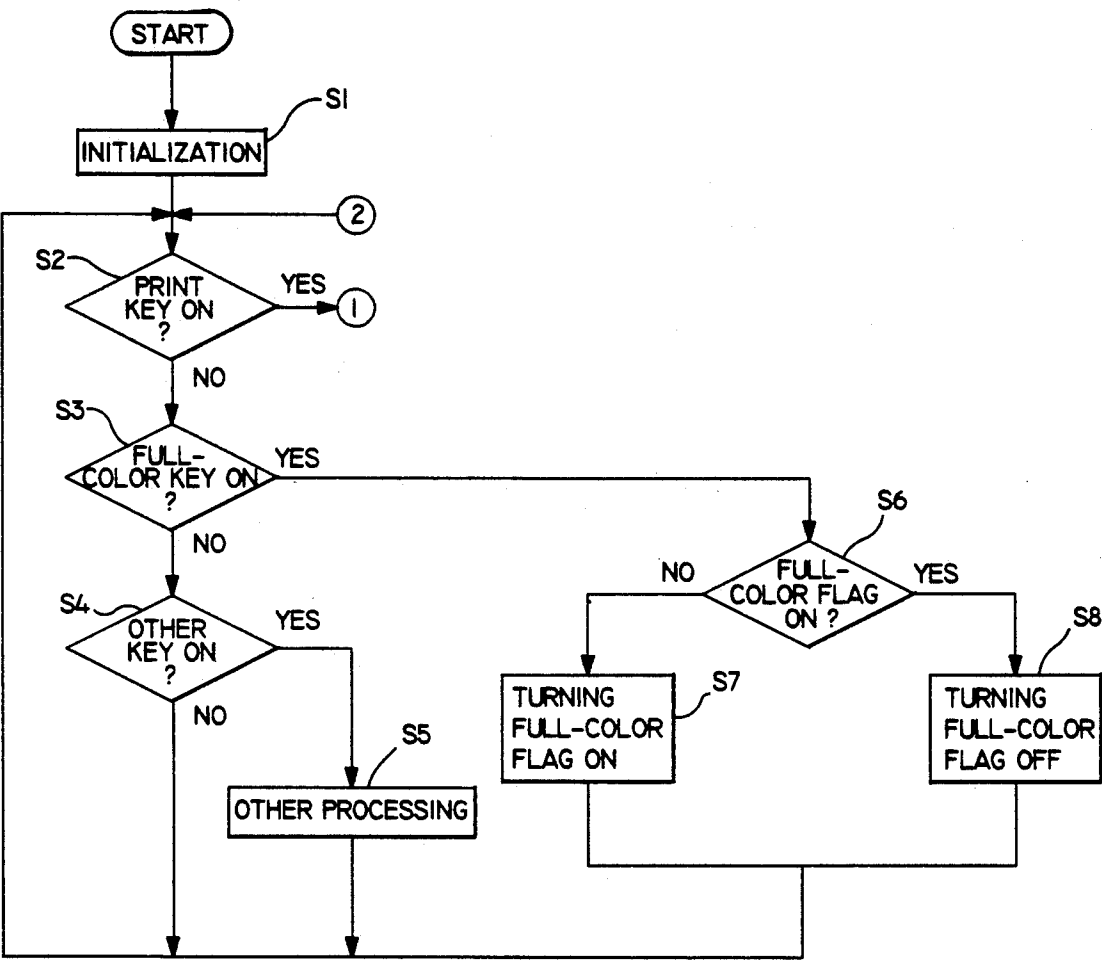 START
S1
INITIALIZATION
2
S2
PRINT
KEY ON
?
YES
1
NO
S3
FULL-
COLOR KEY ON
?
YES
NO
S6
FULL-
COLOR FLAG
ON ?
NO
YES
S4
OTHER
KEY ON
?
YES
NO
S7
TURNING
FULL-COLOR
FLAG ON
S8
TURNING
FULL-COLOR
FLAG OFF
S5
OTHER PROCESSING